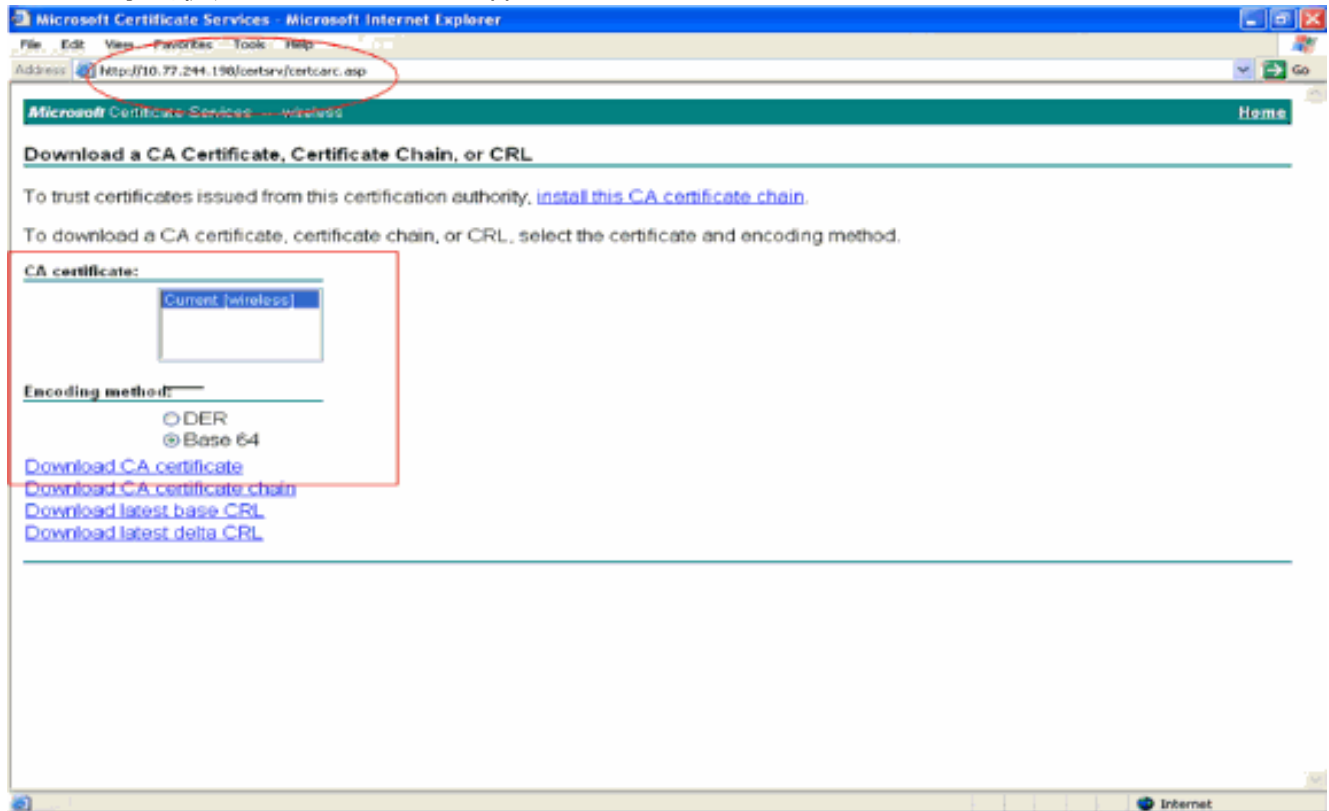 Microsoft Certificate Services - Microsoft Internet Explorer
File Edit View Favorites Tools Help
Address http://10.77.244.198/certsrv/certcarc.asp Go
Microsoft Certificate Services -- wireless Home
Download a CA Certificate, Certificate Chain, or CRL
To trust certificates issued from this certification authority, install this CA certificate chain.
To download a CA certificate, certificate chain, or CRL, select the certificate and encoding method.
CA certificate:
Current [wireless]
Encoding method:
DER
Base 64
Download CA certificate
Download CA certificate chain
Download latest base CRL
Download latest delta CRL
Internet